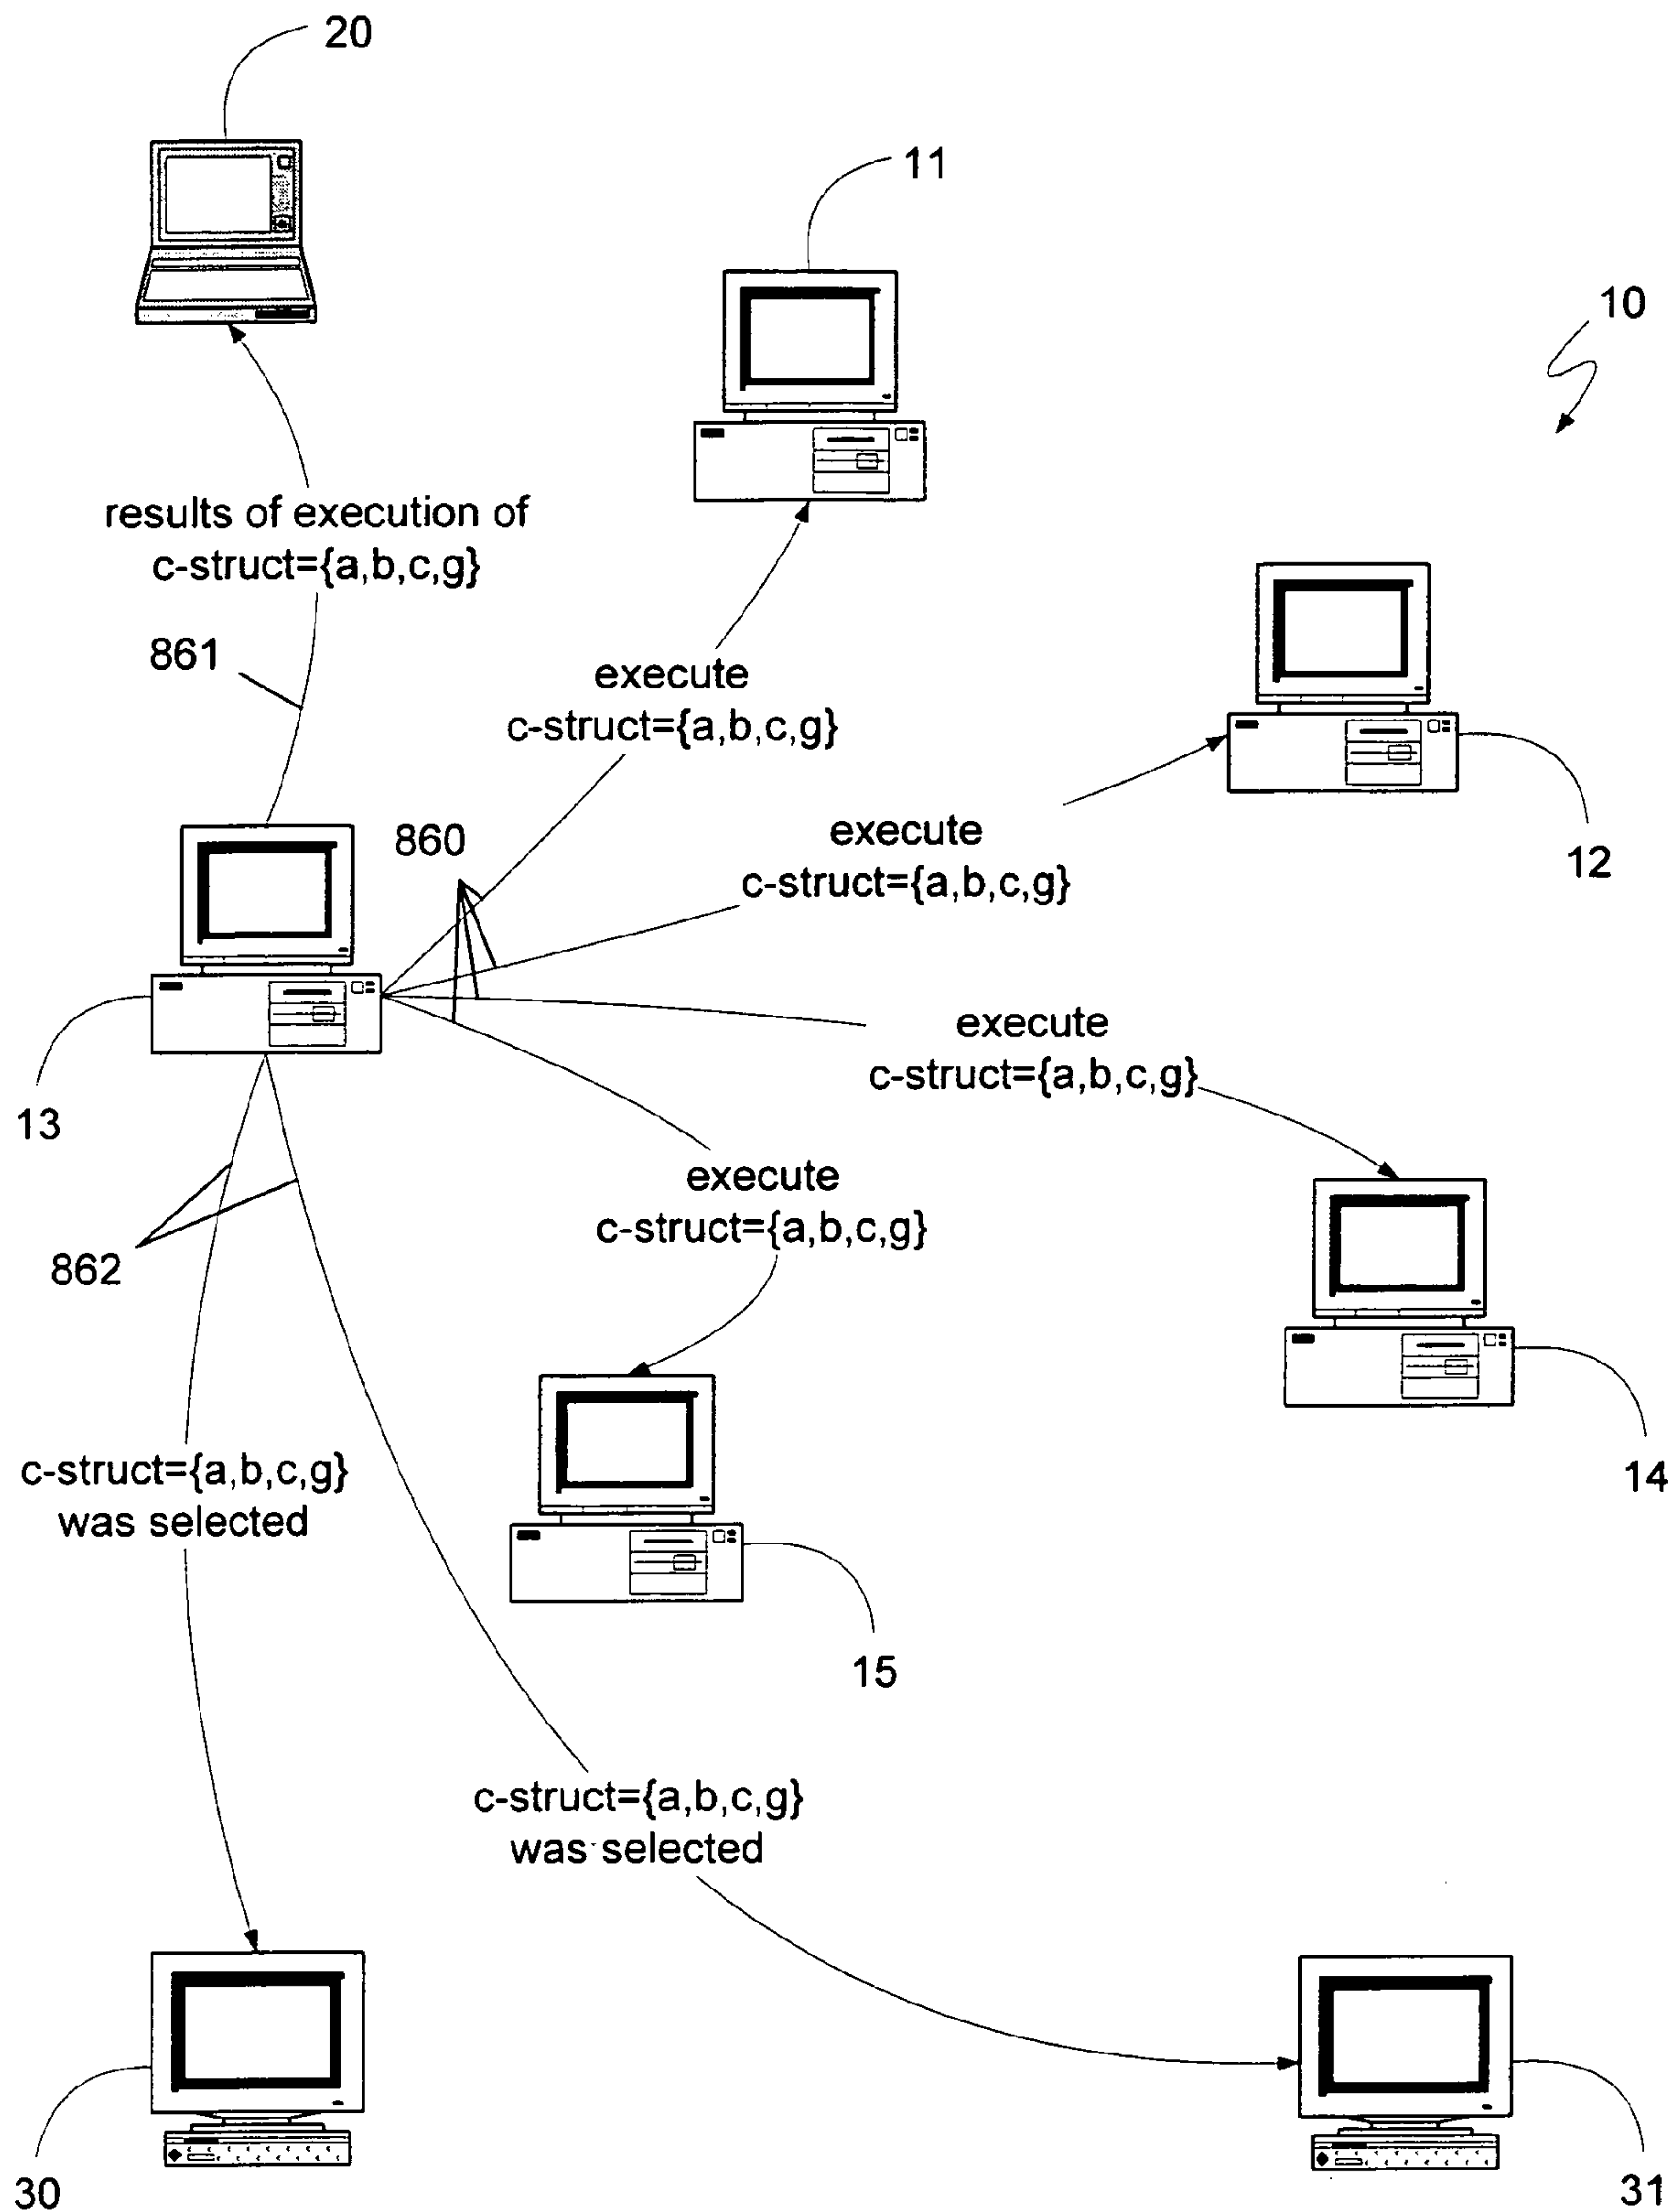 20
11
10
results of execution of
c-struct={a,b,c,g}
861
execute
c-struct={a,b,c,g}
860
execute
c-struct={a,b,c,g}
12
execute
c-struct={a,b,c,g}
13
execute
c-struct={a,b,c,g}
862
c-struct={a,b,c,g}
was selected
14
15
c-struct={a,b,c,g}
was selected
30
31